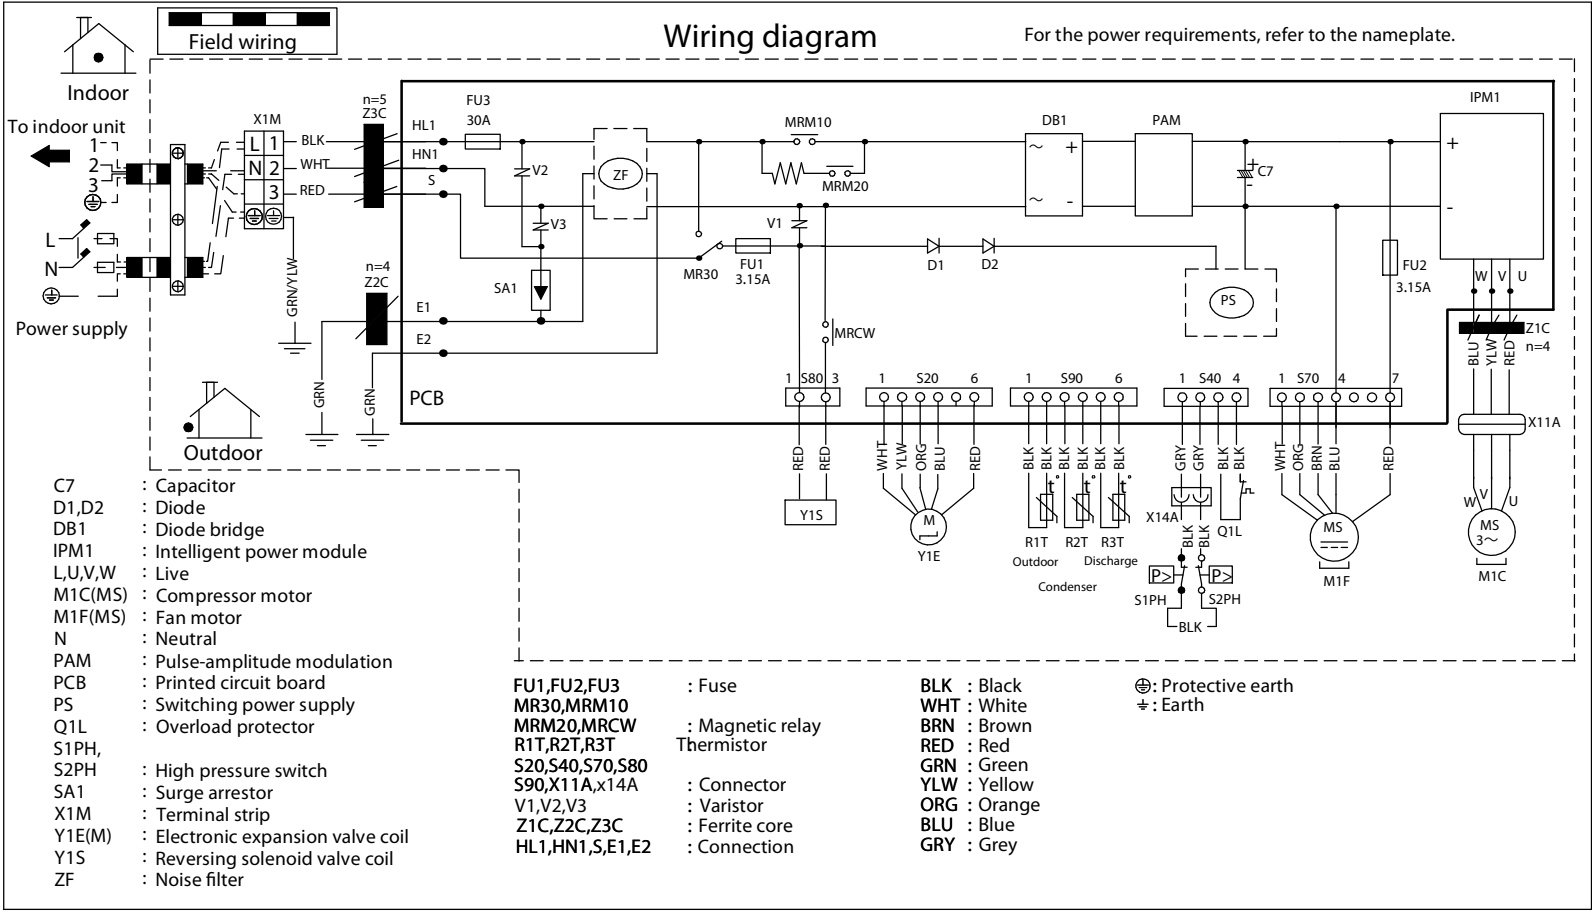 Field wiring
Wiring diagram
For the power requirements, refer to the nameplate.
Indoor
To indoor unit
1
2
3
L
N
Power supply
X1M
L 1
N 2
3
BLK
WHT
RED
GRN/YLW
n=5
Z3C
n=4
Z2C
HL1
HN1
S
E1
E2
GRN
GRN
PCB
FU3
30A
V2
V3
SA1
ZF
MRM10
MRM20
MR30
V1
FU1
3.15A
D1
D2
MRCW
DB1
~ +
~ -
PAM
+
-
C7
PS
IPM1
+
-
FU2
3.15A
W V U
Z1C
n=4
BLU
YLW
RED
X11A
W V U
MS
3~
M1C
1 S80 3
RED
RED
Y1S
1 S20 6
WHT
YLW
ORG
BLU
RED
M
Y1E
1 S90 6
BLK
BLK
BLK
BLK
BLK
BLK
t° t° t°
R1T R2T R3T
Outdoor
Condenser
Discharge
1 S40 4
GRY
GRY
BLK
BLK
X14A
Q1L
BLK
BLK
P> P>
S1PH S2PH
BLK
1 S70 4 7
WHT
ORG
BRN
BLU
RED
MS
M1F
Outdoor
C7 : Capacitor
D1,D2 : Diode
DB1 : Diode bridge
IPM1 : Intelligent power module
L,U,V,W : Live
M1C(MS) : Compressor motor
M1F(MS) : Fan motor
N : Neutral
PAM : Pulse-amplitude modulation
PCB : Printed circuit board
PS : Switching power supply
Q1L : Overload protector
S1PH,
S2PH : High pressure switch
SA1 : Surge arrestor
X1M : Terminal strip
Y1E(M) : Electronic expansion valve coil
Y1S : Reversing solenoid valve coil
ZF : Noise filter
FU1,FU2,FU3 : Fuse
MR30,MRM10
MRM20,MRCW : Magnetic relay
R1T,R2T,R3T : Thermistor
S20,S40,S70,S80
S90,X11A,x14A : Connector
V1,V2,V3 : Varistor
Z1C,Z2C,Z3C : Ferrite core
HL1,HN1,S,E1,E2 : Connection
BLK : Black
WHT : White
BRN : Brown
RED : Red
GRN : Green
YLW : Yellow
ORG : Orange
BLU : Blue
GRY : Grey
: Protective earth
: Earth